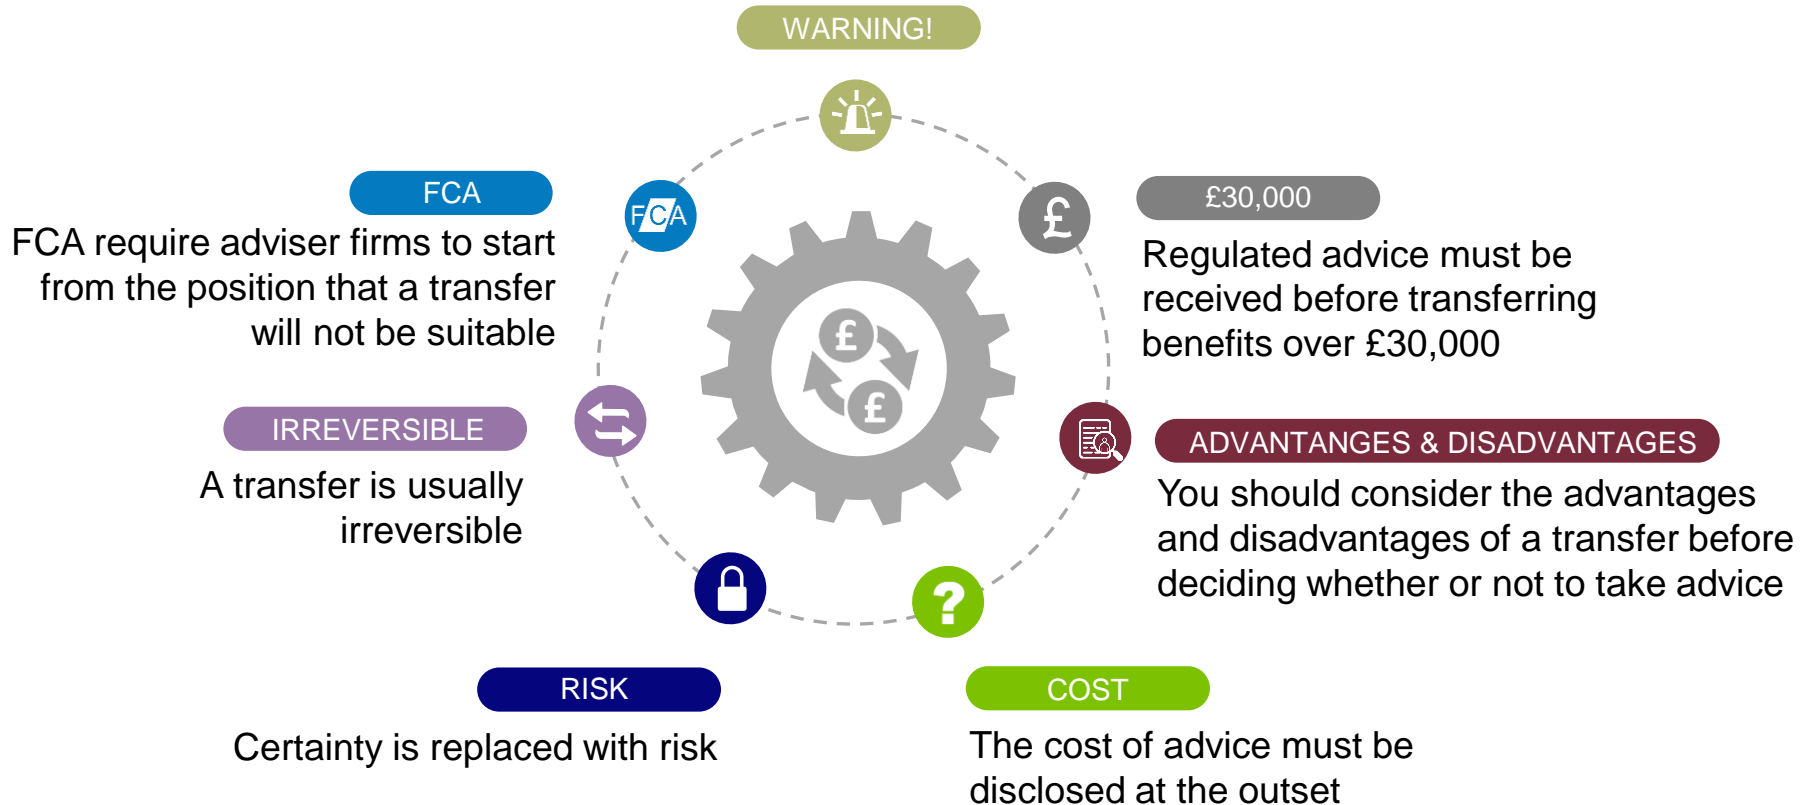 WARNING!
FCA
FCA
£
£30,000
FCA require adviser firms to start
from the position that a transfer
will not be suitable
Regulated advice must be
received before transferring
benefits over £30,000
£
£
IRREVERSIBLE
A transfer is usually
irreversible
ADVANTANGES & DISADVANTAGES
You should consider the advantages
and disadvantages of a transfer before
deciding whether or not to take advice
?
RISK
Certainty is replaced with risk
COST
The cost of advice must be
disclosed at the outset